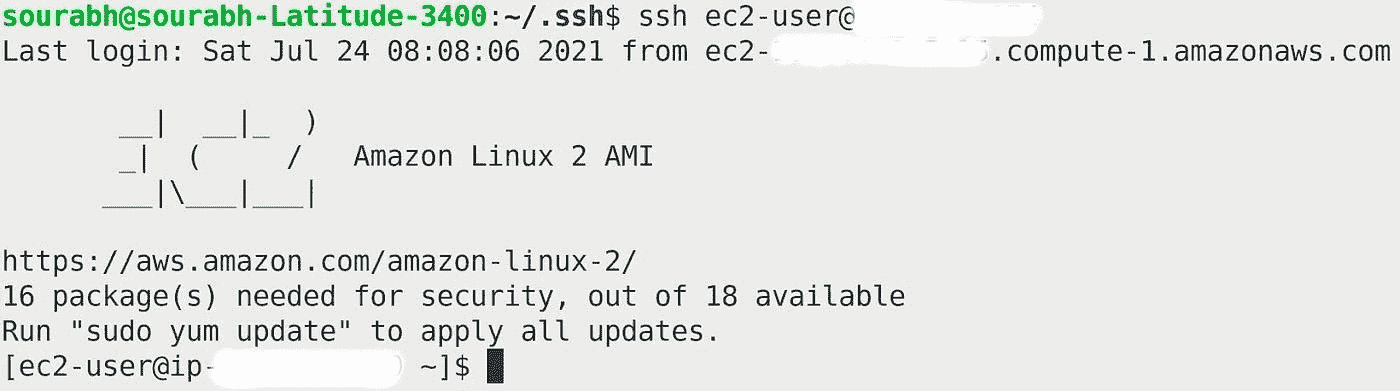 sourabh@sourabh-Latitude-3400:~/.ssh$ ssh ec2-user@
Last login: Sat Jul 24 08:08:06 2021 from ec2-          .compute-1.amazonaws.com

       __|  __|_  )
       _|  (     /   Amazon Linux 2 AMI
      ___|\___|___|

https://aws.amazon.com/amazon-linux-2/
16 package(s) needed for security, out of 18 available
Run "sudo yum update" to apply all updates.
[ec2-user@ip-          ~]$